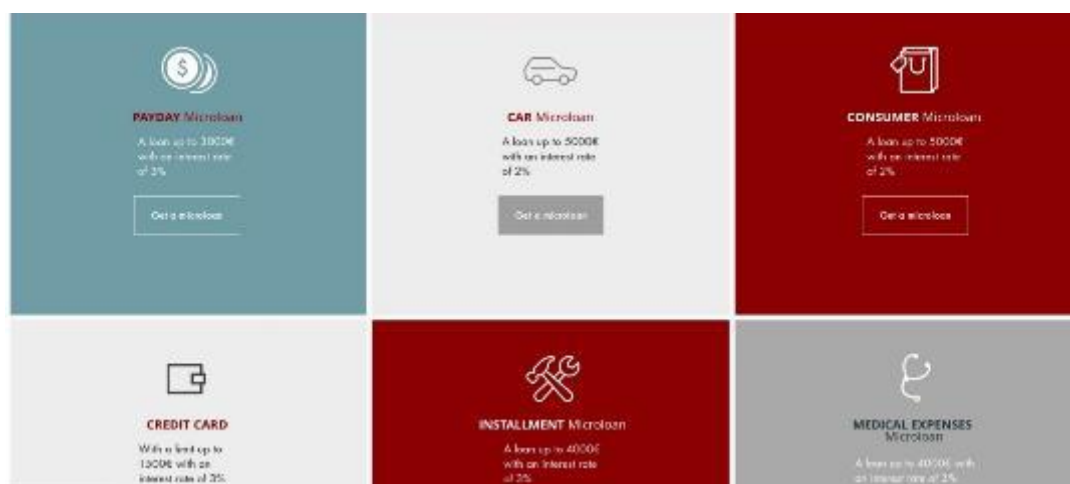 PAYDAY Microloan
A loan up to 3000€
with an interest rate
of 3%
Get a microloan
CAR Microloan
A loan up to 5000€
with an interest rate
of 2%
Get a microloan
CONSUMER Microloan
A loan up to 5000€
with an interest rate
of 2%
Get a microloan
CREDIT CARD
With a limit up to
1500€ with an
interest rate of 3%
INSTALLMENT Microloan
A loan up to 4000€
with an interest rate
of 3%
MEDICAL EXPENSES
Microloan
A loan up to 4000€ with
an interest rate of 2%